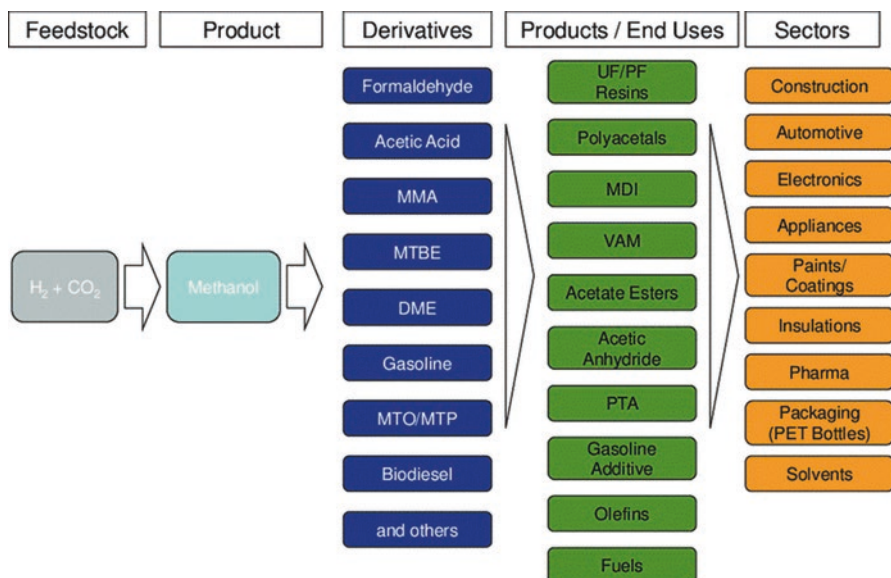 Feedstock
Product
Derivatives
Products / End Uses
Sectors
H₂ + CO₂
Methanol
Formaldehyde
Acetic Acid
MMA
MTBE
DME
Gasoline
MTO/MTP
Biodiesel
and others
UF/PF
Resins
Polyacetals
MDI
VAM
Acetate Esters
Acetic
Anhydride
PTA
Gasoline
Additive
Olefins
Fuels
Construction
Automotive
Electronics
Appliances
Paints/
Coatings
Insulations
Pharma
Packaging
(PET Bottles)
Solvents